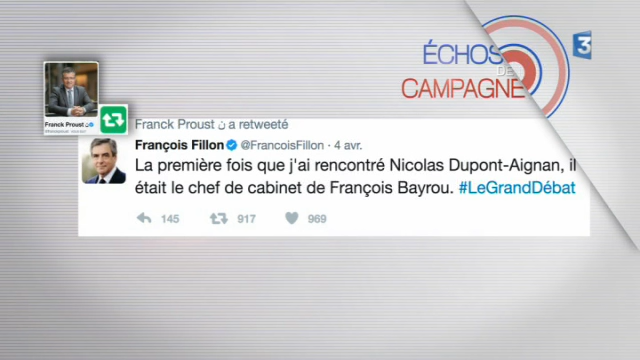 ÉCHOS
DE
CAMPAGNE
3
Franck Proust ن
Franck Proust ن a retweeté
François Fillon @FrancoisFillon · 4 avr.
La première fois que j'ai rencontré Nicolas Dupont-Aignan, il
était le chef de cabinet de François Bayrou. #LeGrandDébat
145 917 969